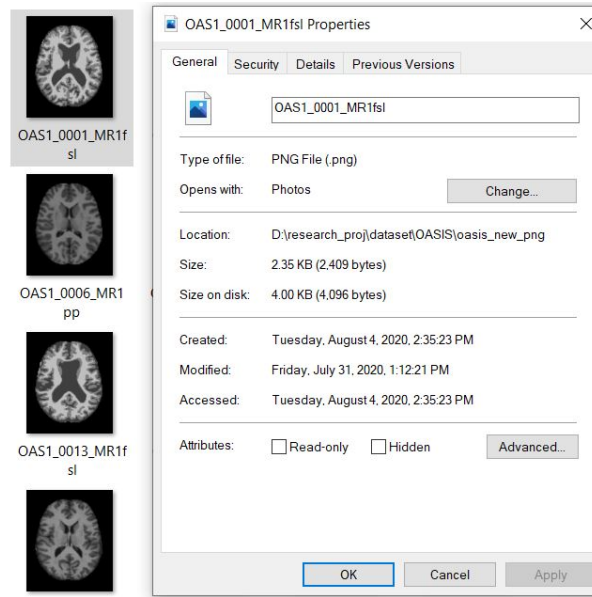 OAS1_0001_MR1f
sl
OAS1_0006_MR1
pp
OAS1_0013_MR1f
sl
OAS1_0001_MR1fsl Properties
General Security Details Previous Versions
OAS1_0001_MR1fsl
Type of file: PNG File (.png)
Opens with: Photos Change...
Location: D:\research_proj\dataset\OASIS\oasis_new_png
Size: 2.35 KB (2,409 bytes)
Size on disk: 4.00 KB (4,096 bytes)
Created: Tuesday, August 4, 2020, 2:35:23 PM
Modified: Friday, July 31, 2020, 1:12:21 PM
Accessed: Tuesday, August 4, 2020, 2:35:23 PM
Attributes: Read-only Hidden Advanced...
OK Cancel Apply